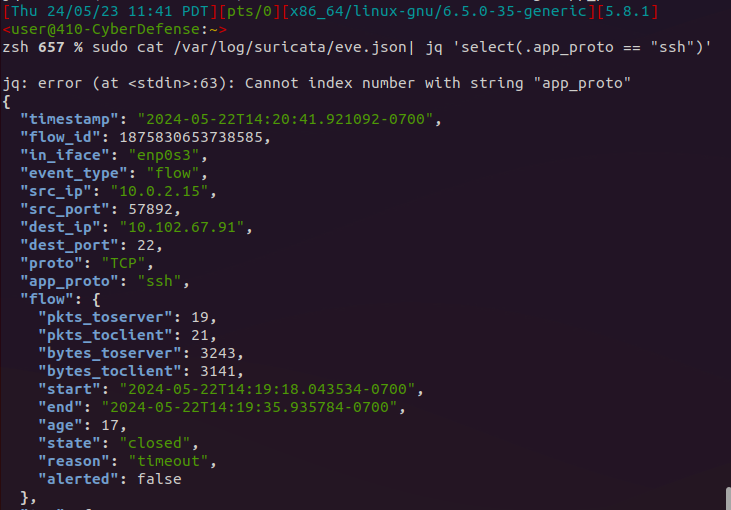 [Thu 24/05/23 11:41 PDT][pts/0][x86_64/linux-gnu/6.5.0-35-generic][5.8.1]
<user@410-CyberDefense:~>
zsh 657 % sudo cat /var/log/suricata/eve.json| jq 'select(.app_proto == "ssh")'
jq: error (at <stdin>:63): Cannot index number with string "app_proto"
{
  "timestamp": "2024-05-22T14:20:41.921092-0700",
  "flow_id": 1875830653738585,
  "in_iface": "enp0s3",
  "event_type": "flow",
  "src_ip": "10.0.2.15",
  "src_port": 57892,
  "dest_ip": "10.102.67.91",
  "dest_port": 22,
  "proto": "TCP",
  "app_proto": "ssh",
  "flow": {
    "pkts_toserver": 19,
    "pkts_toclient": 21,
    "bytes_toserver": 3243,
    "bytes_toclient": 3141,
    "start": "2024-05-22T14:19:18.043534-0700",
    "end": "2024-05-22T14:19:35.935784-0700",
    "age": 17,
    "state": "closed",
    "reason": "timeout",
    "alerted": false
  },